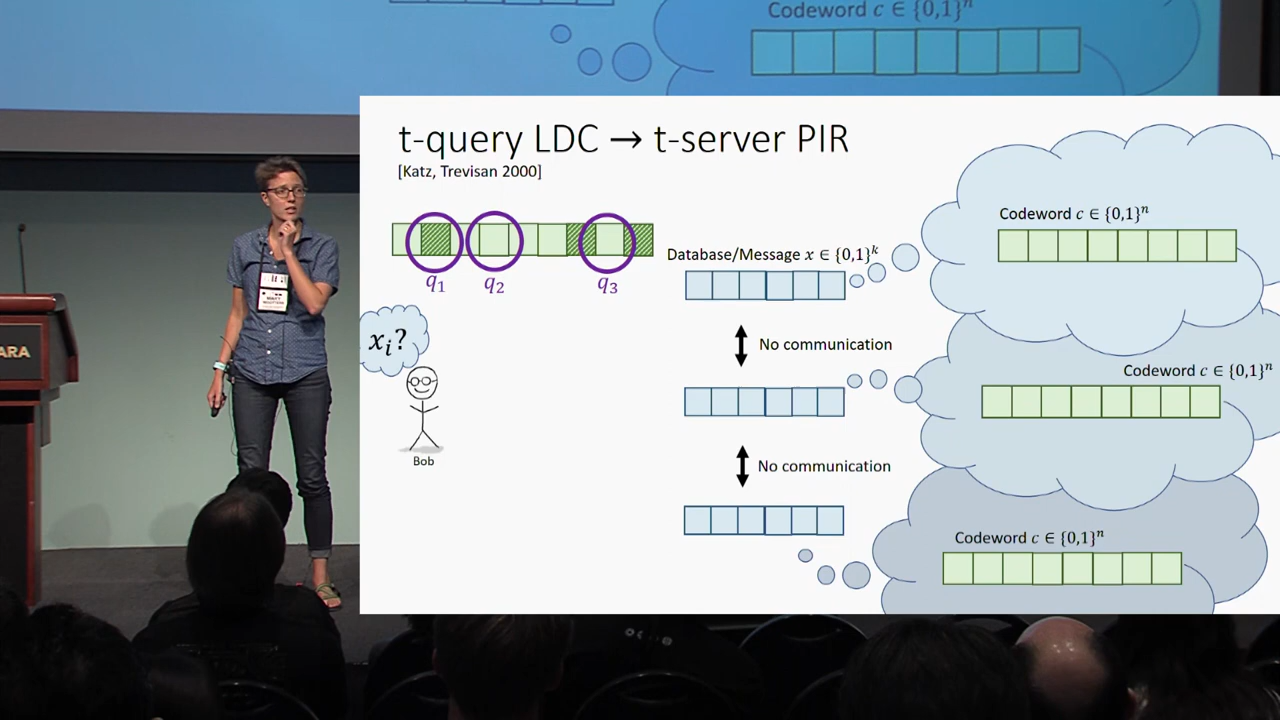 Codeword c ∈ {0,1}ⁿ
t-query LDC → t-server PIR
[Katz, Trevisan 2000]
q₁ q₂ q₃
Database/Message x ∈ {0,1}ᵏ
Codeword c ∈ {0,1}ⁿ
xᵢ?
No communication
Codeword c ∈ {0,1}ⁿ
Bob
No communication
Codeword c ∈ {0,1}ⁿ
ARA
MARY